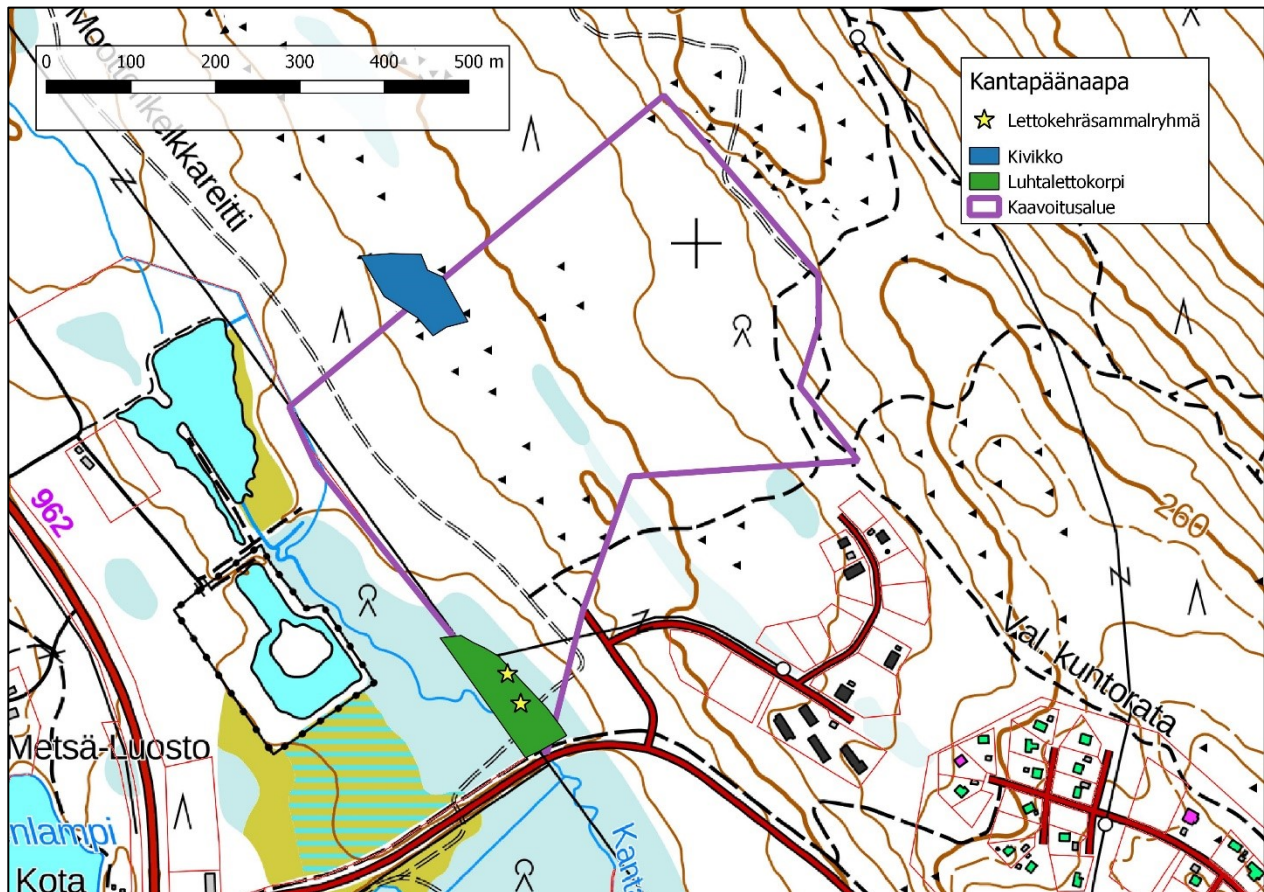 0 100 200 300 400 500 m
Moottorikelkkareitti
Kantapäänaapa
Lettokehräsammalryhmä
Kivikko
Luhtalettokorpi
Kaavoitusalue
962
260
Val. kuntorata
Metsä-Luosto
nlampi
Kota
Kanta